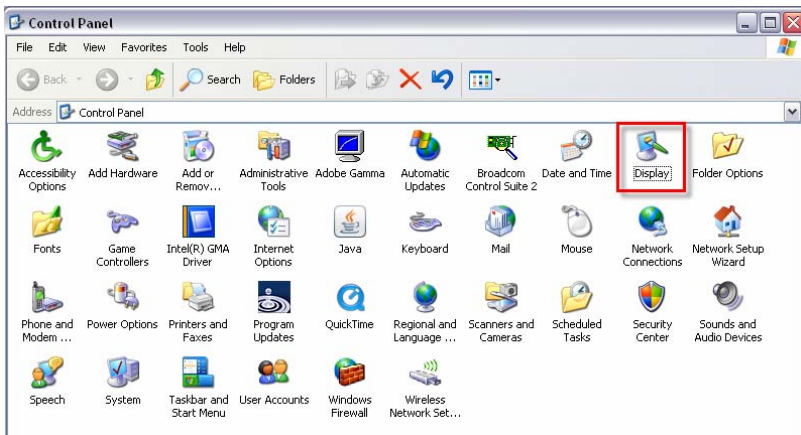 Control Panel
File Edit View Favorites Tools Help
Back Search Folders
Address Control Panel
Accessibility Options
Add Hardware
Add or Remov...
Administrative Tools
Adobe Gamma
Automatic Updates
Broadcom Control Suite 2
Date and Time
Display
Folder Options
Fonts
Game Controllers
Intel(R) GMA Driver
Internet Options
Java
Keyboard
Mail
Mouse
Network Connections
Network Setup Wizard
Phone and Modem ...
Power Options
Printers and Faxes
Program Updates
QuickTime
Regional and Language ...
Scanners and Cameras
Scheduled Tasks
Security Center
Sounds and Audio Devices
Speech
System
Taskbar and Start Menu
User Accounts
Windows Firewall
Wireless Network Set...